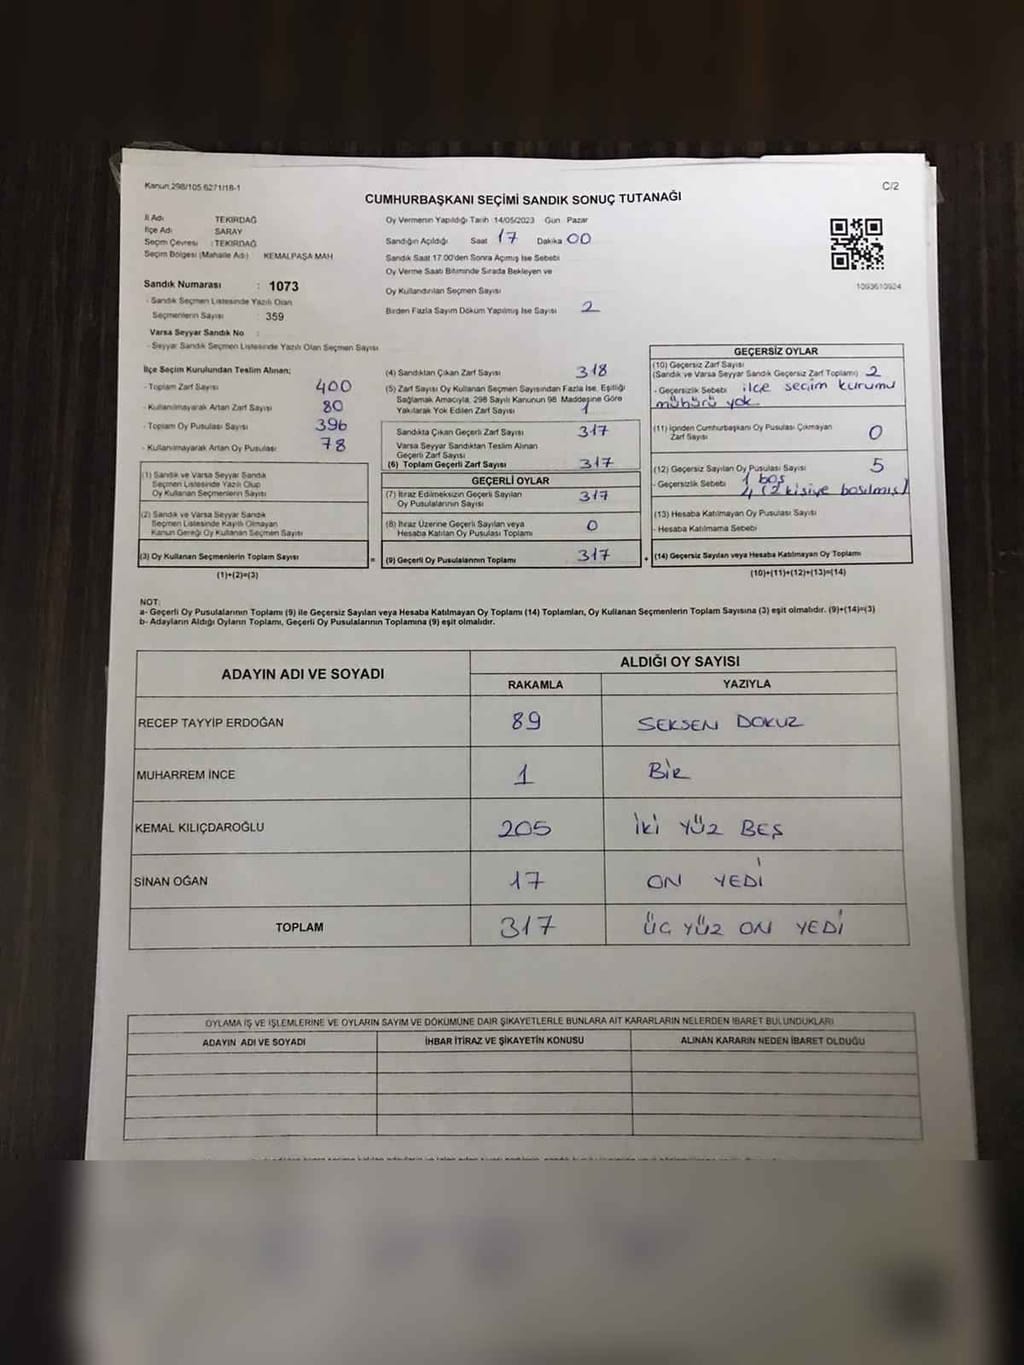 Kanun: 298/105 6271/18-1
C/2
CUMHURBAŞKANI SEÇİMİ SANDIK SONUÇ TUTANAĞI
İl Adı TEKİRDAĞ
İlçe Adı SARAY
Seçim Çevresi : TEKİRDAĞ
Seçim Bölgesi (Mahalle Adı) KEMALPAŞA MAH
Oy Vermenin Yapıldığı Tarih 14/05/2023 Gün Pazar
Sandığın Açıldığı Saat 17 Dakika 00
Sandık Saat 17.00'den Sonra Açımış İse Sebebi
Oy Verme Saati Bitiminde Sırada Bekleyen ve
Oy Kullandırılan Seçmen Sayısı
Birden Fazla Sayım Döküm Yapılmış İse Sayısı 2
1093610924
Sandık Numarası : 1073
- Sandık Seçmen Listesinde Yazılı Olan
Seçmenlerin Sayısı : 359
Varsa Seyyar Sandık No :
- Seyyar Sandık Seçmen Listesinde Yazılı Olan Seçmen Sayısı
İlçe Seçim Kurulundan Teslim Alınan;
- Toplam Zarf Sayısı 400
- Kullanılmayarak Artan Zarf Sayısı 80
- Toplam Oy Pusulası Sayısı 396
- Kullanılmayarak Artan Oy Pusulası 78
(1) Sandık ve Varsa Seyyar Sandık
Seçmen Listesinde Yazılı Olup
Oy Kullanan Seçmenlerin Sayısı
(2) Sandık ve Varsa Seyyar Sandık
Seçmen Listesinde Kayılı Olmayan
Kanun Gereği Oy Kullanan Seçmen Sayısı
(3) Oy Kullanan Seçmenlerin Toplam Sayısı =
(1)+(2)=(3)
(4) Sandıktan Çıkan Zarf Sayısı 318
(5) Zarf Sayısı Oy Kullanan Seçmen Sayısından Fazla İse, Eşitliği
Sağlamak Amacıyla, 298 Sayılı Kanunun 98. Maddesine Göre
Yakılarak Yok Edilen Zarf Sayısı 1
Sandıkta Çıkan Geçerli Zarf Sayısı 317
Varsa Seyyar Sandıktan Teslim Alınan
Geçerli Zarf Sayısı
(6) Toplam Geçerli Zarf Sayısı 317
GEÇERLİ OYLAR
(7) İtiraz Edilmeksizin Geçerli Sayılan
Oy Pusulalarının Sayısı 317
(8) İtiraz Üzerine Geçerli Sayılan veya
Hesaba Katılan Oy Pusulası Toplamı 0
(9) Geçerli Oy Pusulalarının Toplamı 317 +
GEÇERSİZ OYLAR
(10) Geçersiz Zarf Sayısı
(Sandık ve Varsa Seyyar Sandık Geçersiz Zarf Toplamı) 2
- Geçersizlik Sebebi ilçe seçim kurumu
mühürü yok
(11) İçinden Cumhurbaşkanı Oy Pusulası Çıkmayan
Zarf Sayısı 0
(12) Geçersiz Sayılan Oy Pusulası Sayısı 5
- Geçersizlik Sebebi 1 boş
4 (2 kişiye basılmış)
(13) Hesaba Katılmayan Oy Pusulası Sayısı
- Hesaba Katılmama Sebebi
(14) Geçersiz Sayılan veya Hesaba Katılmayan Oy Toplamı
(10)+(11)+(12)+(13)=(14)
NOT:
a- Geçerli Oy Pusulalarının Toplamı (9) ile Geçersiz Sayılan veya Hesaba Katılmayan Oy Toplamı (14) Toplamları, Oy Kullanan Seçmenlerin Toplam Sayısına (3) eşit olmalıdır. (9)+(14)=(3)
b- Adayların Aldığı Oyların Toplamı, Geçerli Oy Pusulalarının Toplamına (9) eşit olmalıdır.
ADAYIN ADI VE SOYADI ALDIĞI OY SAYISI
RAKAMLA YAZIYLA
RECEP TAYYİP ERDOĞAN 89 SEKSEN DOKUZ
MUHARREM İNCE 1 BİR
KEMAL KILIÇDAROĞLU 205 İKİ YÜZ BEŞ
SİNAN OĞAN 17 ON YEDİ
TOPLAM 317 ÜÇ YÜZ ON YEDİ
OYLAMA İŞ VE İŞLEMLERİNE VE OYLARIN SAYIM VE DÖKÜMÜNE DAİR ŞİKAYETLERLE BUNLARA AİT KARARLARIN NELERDEN İBARET BULUNDUKLARI
ADAYIN ADI VE SOYADI İHBAR İTİRAZ VE ŞİKAYETİN KONUSU ALINAN KARARIN NEDEN İBARET OLDUĞU